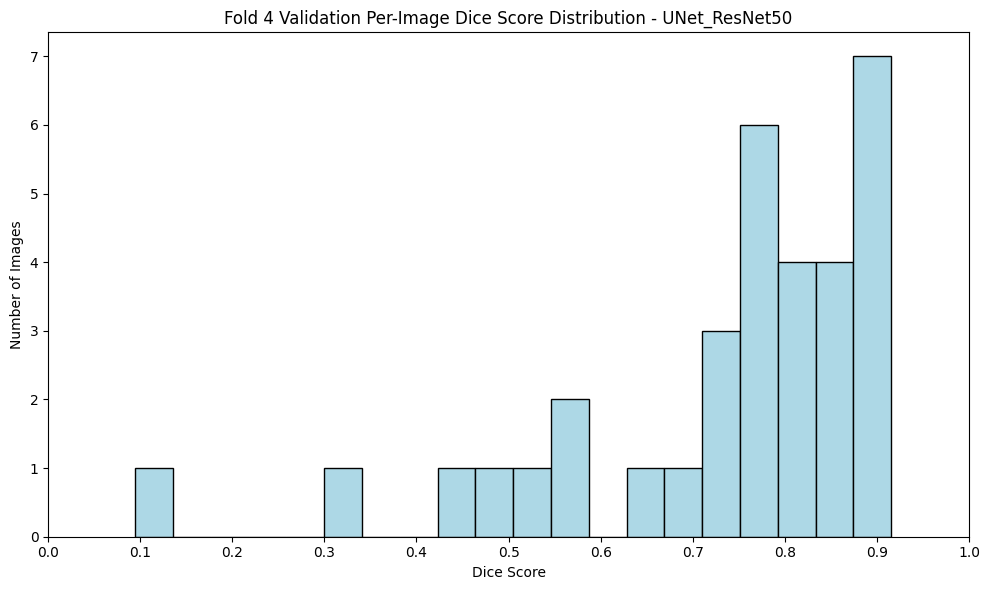 Fold 4 Validation Per-Image Dice Score Distribution - UNet_ResNet50
Number of Images
7
6
5
4
3
2
1
0
0.0 0.1 0.2 0.3 0.4 0.5 0.6 0.7 0.8 0.9 1.0
Dice Score